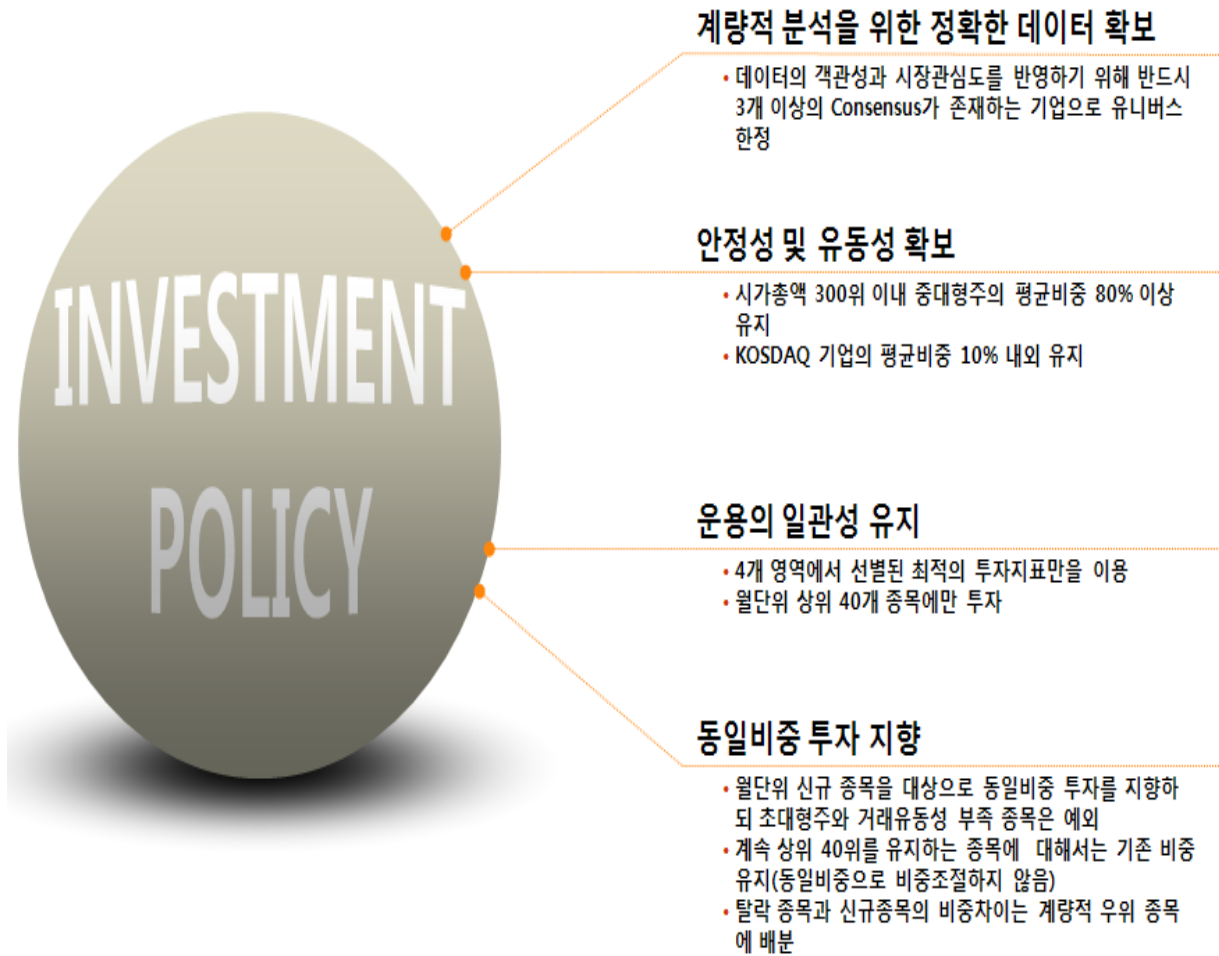 계량적 분석을 위한 정확한 데이터 확보
• 데이터의 객관성과 시장관심도를 반영하기 위해 반드시
3개 이상의 Consensus가 존재하는 기업으로 유니버스
한정
안정성 및 유동성 확보
• 시가총액 300위 이내 중대형주의 평균비중 80% 이상
유지
• KOSDAQ 기업의 평균비중 10% 내외 유지
INVESTMENT
POLICY
운용의 일관성 유지
• 4개 영역에서 선별된 최적의 투자지표만을 이용
• 월단위 상위 40개 종목에만 투자
동일비중 투자 지향
• 월단위 신규 종목을 대상으로 동일비중 투자를 지향하
되 초대형주와 거래유동성 부족 종목은 예외
• 계속 상위 40위를 유지하는 종목에 대해서는 기존 비중
유지(동일비중으로 비중조절하지 않음)
• 탈락 종목과 신규종목의 비중차이는 계량적 우위 종목
에 배분